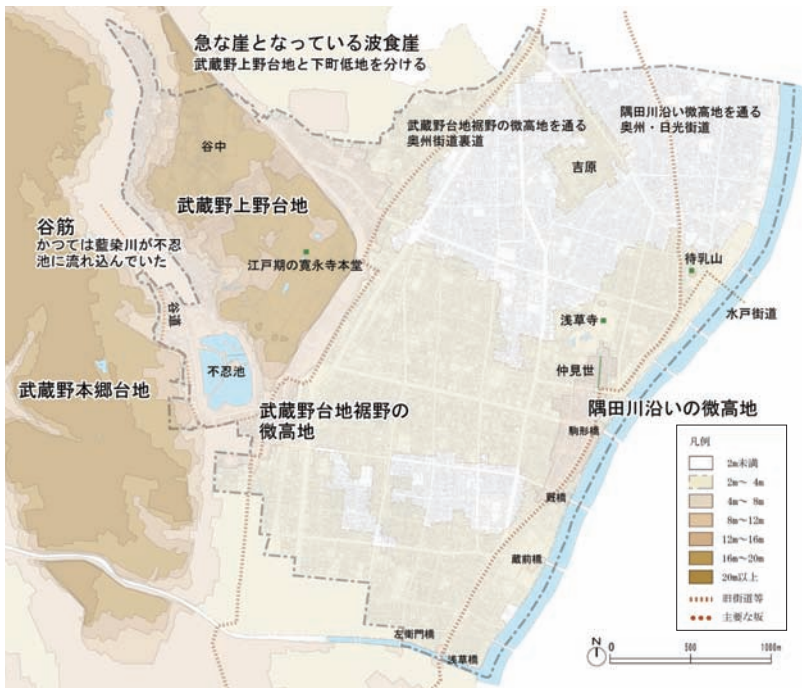 急な崖となっている波食崖
武蔵野上野台地と下町低地を分ける
武蔵野台地裾野の微高地を通る
奥州街道裏道
隅田川沿い微高地を通る
奥州・日光街道
谷中
吉原
武蔵野上野台地
谷筋
かつては藍染川が不忍
池に流れ込んでいた
江戸期の寛永寺本堂
待乳山
谷道
浅草寺
水戸街道
不忍池
仲見世
武蔵野本郷台地
武蔵野台地裾野の
微高地
隅田川沿いの微高地
駒形橋
厩橋
蔵前橋
左衛門橋
浅草橋
凡例
2m未満
2m～ 4m
4m～ 8m
8m～12m
12m～16m
16m～20m
20m以上
旧街道等
主要な坂
N
0 500 1000m